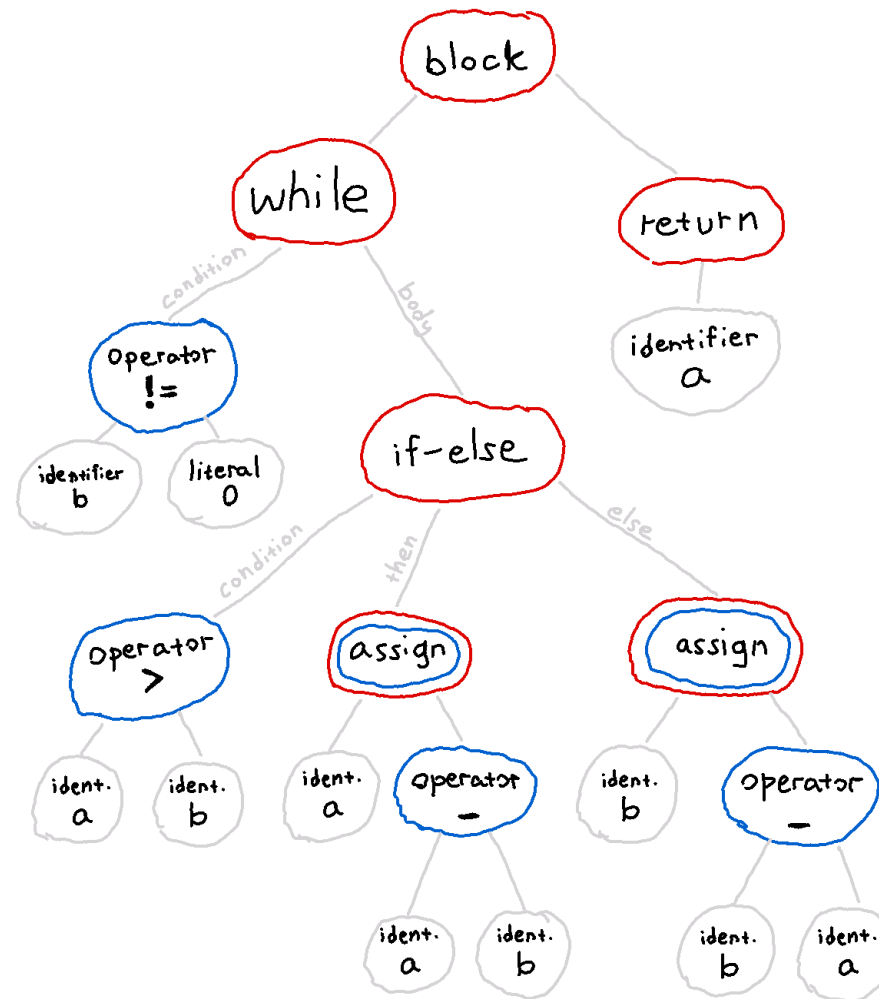 block
while
return
condition
body
identifier
a
operator
!=
if-else
identifier
b
literal
0
condition
then
else
operator
>
assign
assign
ident.
a
ident.
b
ident.
a
operator
-
ident.
b
operator
-
ident.
a
ident.
b
ident.
b
ident.
a